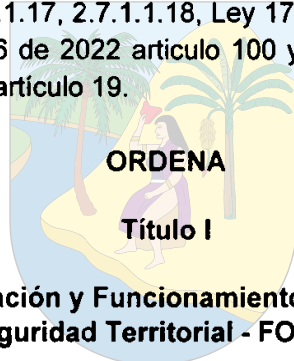 .1.17, 2.7.1.1.18, Ley 17
6 de 2022 articulo 100 y
artículo 19.
ORDENA
Título I
ación y Funcionamiento
guridad Territorial - FO